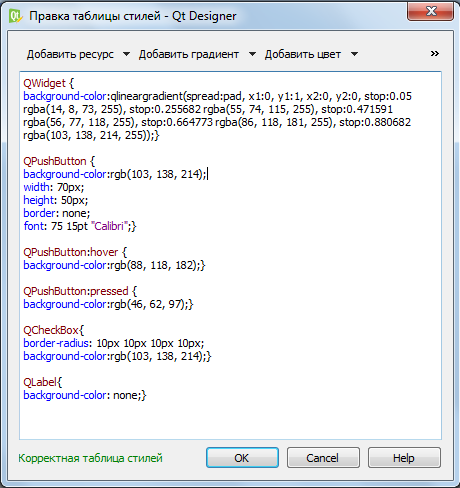 Правка таблицы стилей - Qt Designer
Добавить ресурс Добавить градиент Добавить цвет »
QWidget {
background-color:qlineargradient(spread:pad, x1:0, y1:1, x2:0, y2:0, stop:0.05
rgba(14, 8, 73, 255), stop:0.255682 rgba(55, 74, 115, 255), stop:0.471591
rgba(56, 77, 118, 255), stop:0.664773 rgba(86, 118, 181, 255), stop:0.880682
rgba(103, 138, 214, 255));}
QPushButton {
background-color:rgb(103, 138, 214);
width: 70px;
height: 50px;
border: none;
font: 75 15pt "Calibri";}
QPushButton:hover {
background-color:rgb(88, 118, 182);}
QPushButton:pressed {
background-color:rgb(46, 62, 97);}
QCheckBox{
border-radius: 10px 10px 10px 10px;
background-color:rgb(103, 138, 214);}
QLabel{
background-color: none;}
Корректная таблица стилей OK Cancel Help